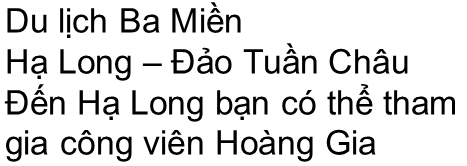 Du lịch Ba Miền
Hạ Long – Đảo Tuần Châu
Đến Hạ Long bạn có thể tham
gia công viên Hoàng Gia